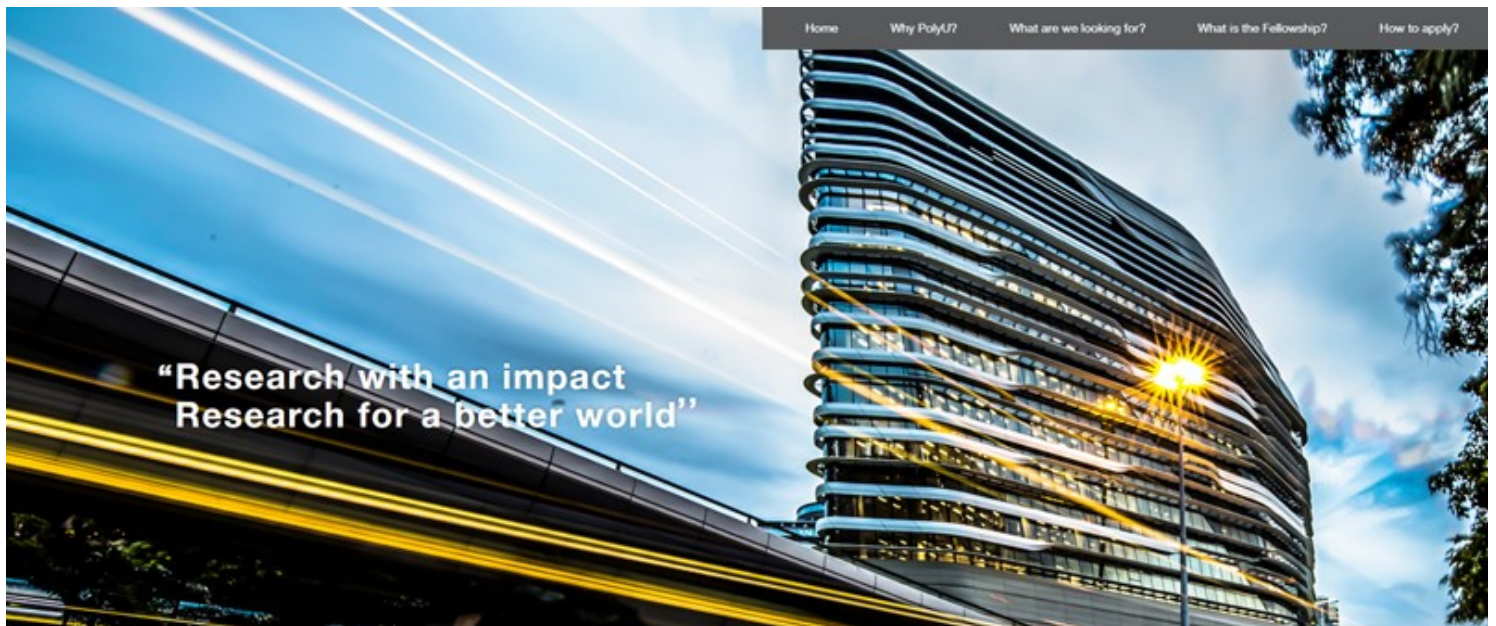 Home Why PolyU? What are we looking for? What is the Fellowship? How to apply?
“Research with an impact
Research for a better world’’